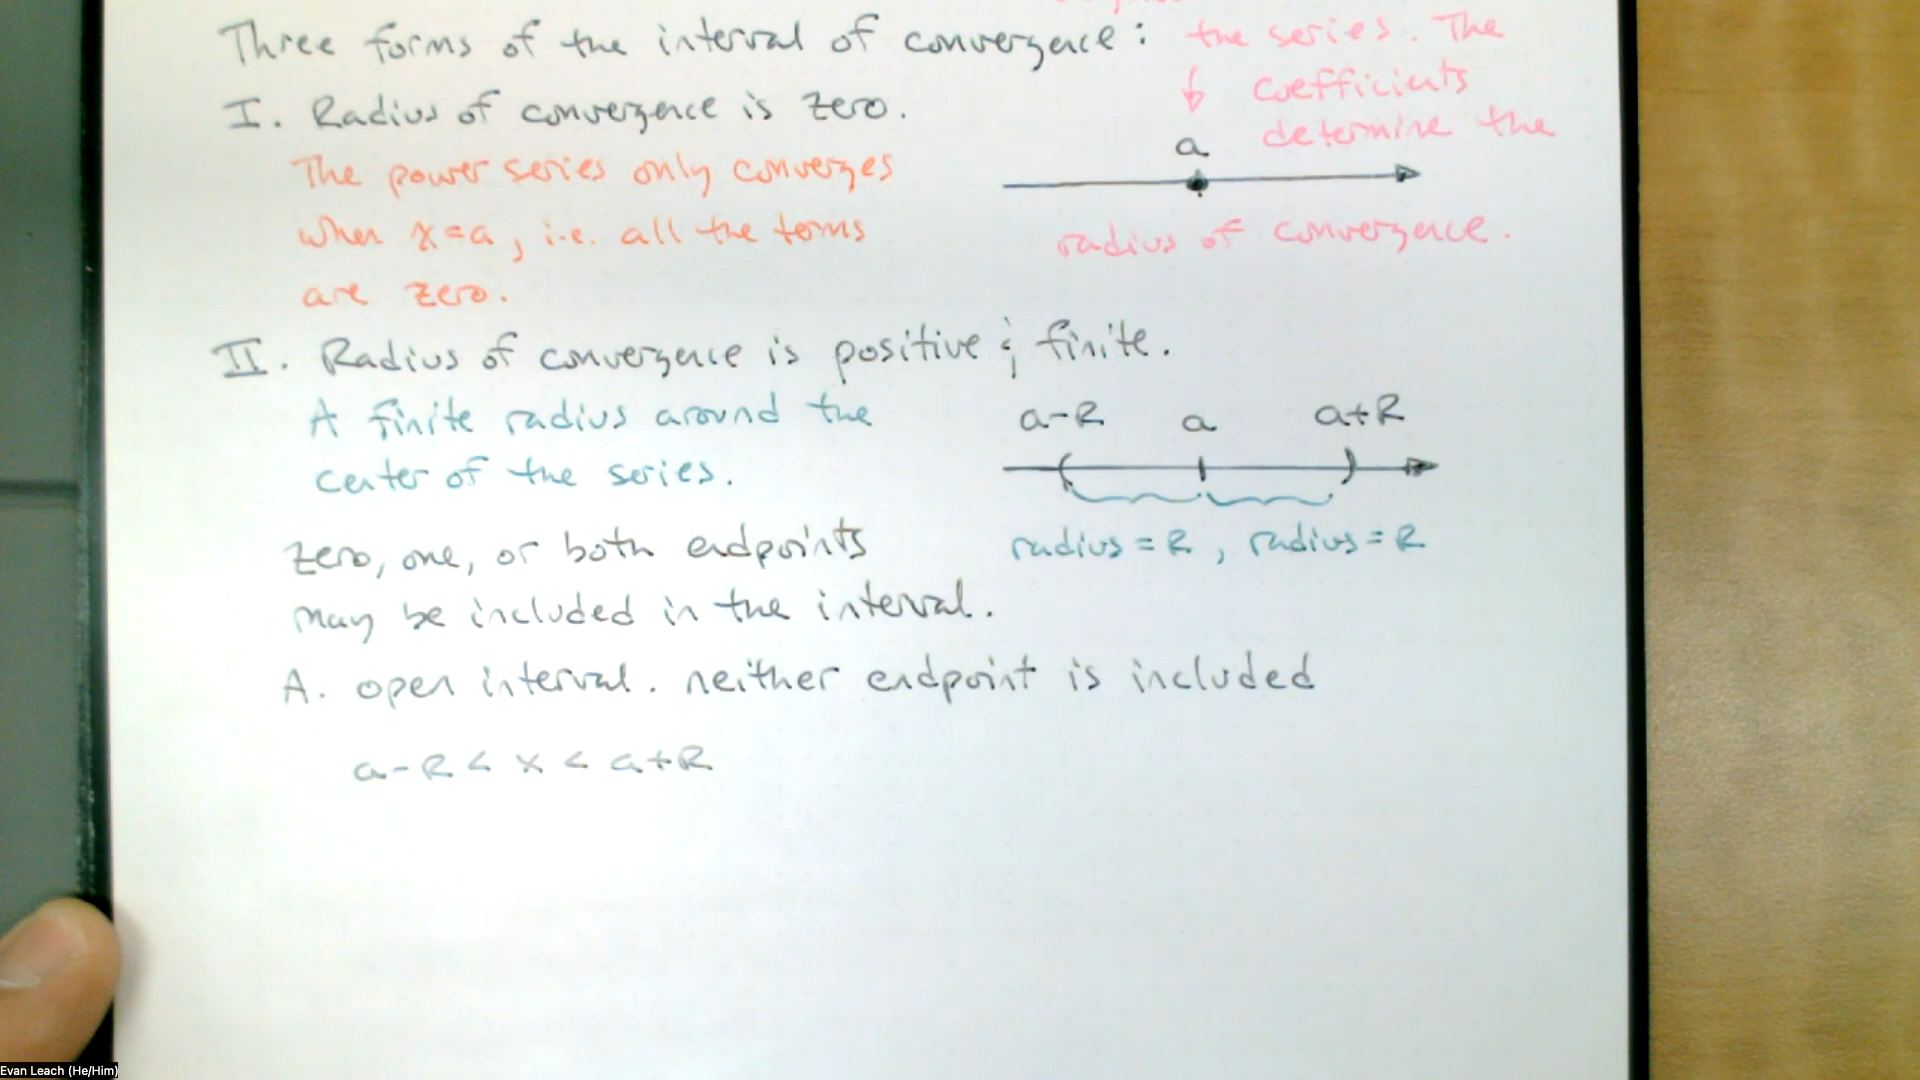 Three forms of the interval of convergence:
the series. The
coefficients
determine the
radius of convergence.
I. Radius of convergence is zero.
a
The power series only converges
when x=a, i.e. all the terms
are zero.
II. Radius of convergence is positive & finite.
A finite radius around the
center of the series.
a-R a a+R
radius = R, radius = R
zero, one, or both endpoints
may be included in the interval.
A. open interval. neither endpoint is included
a-R < x < a+R
Evan Leach (He/Him)